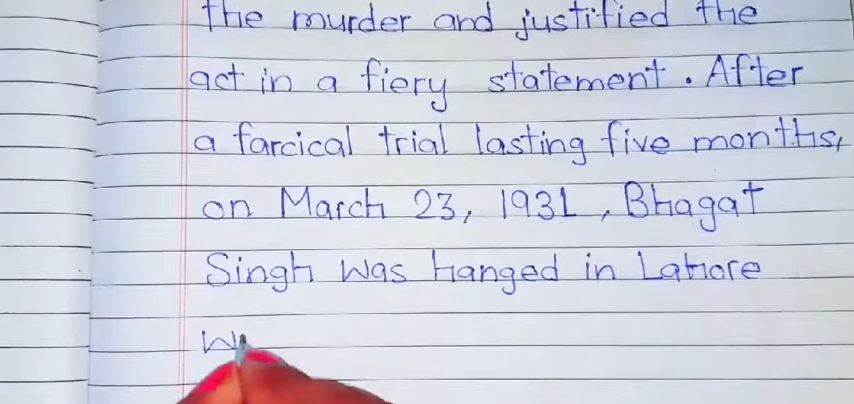 the murder and justified the
act in a fiery statement. After
a farcical trial lasting five months,
on March 23, 1931, Bhagat
Singh was hanged in Lahore
W